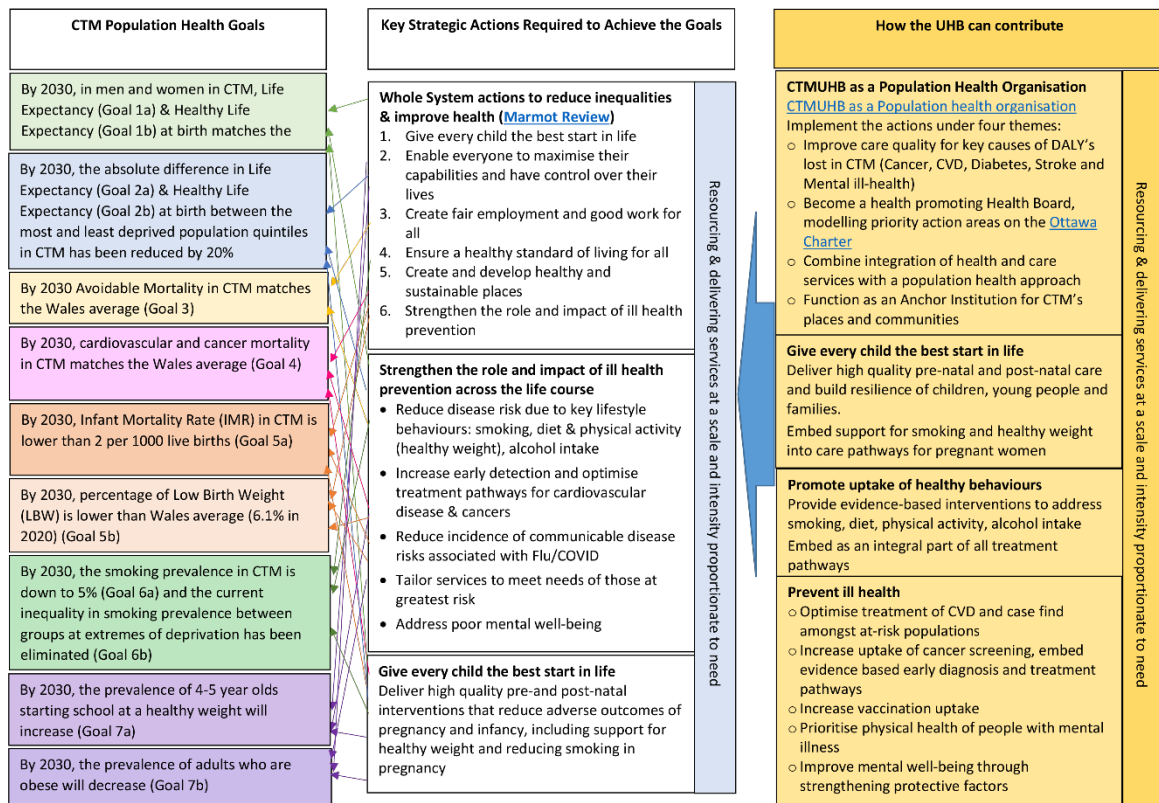 CTM Population Health Goals
By 2030, in men and women in CTM, Life
Expectancy (Goal 1a) & Healthy Life
Expectancy (Goal 1b) at birth matches the
By 2030, the absolute difference in Life
Expectancy (Goal 2a) & Healthy Life
Expectancy (Goal 2b) at birth between the
most and least deprived population quintiles
in CTM has been reduced by 20%
By 2030 Avoidable Mortality in CTM matches
the Wales average (Goal 3)
By 2030, cardiovascular and cancer mortality
in CTM matches the Wales average (Goal 4)
By 2030, Infant Mortality Rate (IMR) in CTM is
lower than 2 per 1000 live births (Goal 5a)
By 2030, percentage of Low Birth Weight
(LBW) is lower than Wales average (6.1% in
2020) (Goal 5b)
By 2030, the smoking prevalence in CTM is
down to 5% (Goal 6a) and the current
inequality in smoking prevalence between
groups at extremes of deprivation has been
eliminated (Goal 6b)
By 2030, the prevalence of 4-5 year olds
starting school at a healthy weight will
increase (Goal 7a)
By 2030, the prevalence of adults who are
obese will decrease (Goal 7b)
Key Strategic Actions Required to Achieve the Goals
Whole System actions to reduce inequalities
& improve health (Marmot Review)
1. Give every child the best start in life
2. Enable everyone to maximise their
capabilities and have control over their
lives
3. Create fair employment and good work for
all
4. Ensure a healthy standard of living for all
5. Create and develop healthy and
sustainable places
6. Strengthen the role and impact of ill health
prevention
Strengthen the role and impact of ill health
prevention across the life course
• Reduce disease risk due to key lifestyle
behaviours: smoking, diet & physical activity
(healthy weight), alcohol intake
• Increase early detection and optimise
treatment pathways for cardiovascular
disease & cancers
• Reduce incidence of communicable disease
risks associated with Flu/COVID
• Tailor services to meet needs of those at
greatest risk
• Address poor mental well-being
Give every child the best start in life
Deliver high quality pre-and post-natal
interventions that reduce adverse outcomes of
pregnancy and infancy, including support for
healthy weight and reducing smoking in
pregnancy
Resourcing & delivering services at a scale and intensity proportionate to need
How the UHB can contribute
CTMUHB as a Population Health Organisation
CTMUHB as a Population health organisation
Implement the actions under four themes:
o Improve care quality for key causes of DALY's
lost in CTM (Cancer, CVD, Diabetes, Stroke and
Mental ill-health)
o Become a health promoting Health Board,
modelling priority action areas on the Ottawa
Charter
o Combine integration of health and care
services with a population health approach
o Function as an Anchor Institution for CTM's
places and communities
Give every child the best start in life
Deliver high quality pre-natal and post-natal care
and build resilience of children, young people and
families.
Embed support for smoking and healthy weight
into care pathways for pregnant women
Promote uptake of healthy behaviours
Provide evidence-based interventions to address
smoking, diet, physical activity, alcohol intake
Embed as an integral part of all treatment
pathways
Prevent ill health
o Optimise treatment of CVD and case find
amongst at-risk populations
o Increase uptake of cancer screening, embed
evidence based early diagnosis and treatment
pathways
o Increase vaccination uptake
o Prioritise physical health of people with mental
illness
o Improve mental well-being through
strengthening protective factors
Resourcing & delivering services at a scale and intensity proportionate to need